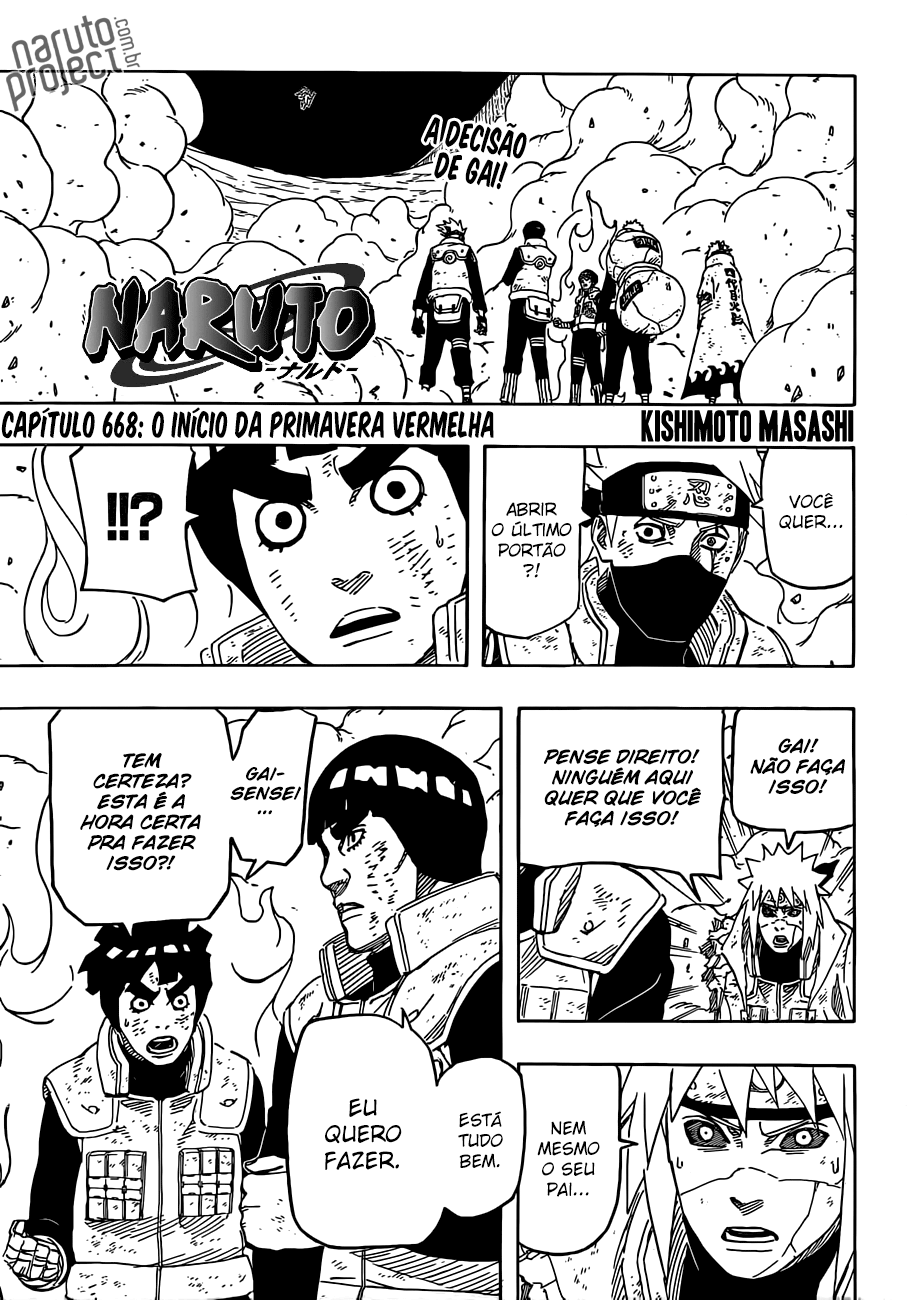 naruto
project.com.br
A DECISÃO
DE GAI!
NARUTO
-ナルト-
CAPÍTULO 668: O INÍCIO DA PRIMAVERA VERMELHA
KISHIMOTO MASASHI
VOCÊ
QUER...
ABRIR
O ÚLTIMO
PORTÃO
?!
忍
!!?
GAI!
NÃO FAÇA
ISSO!
PENSE DIREITO!
NINGUÉM AQUI
QUER QUE VOCÊ
FAÇA ISSO!
GAI-
SENSEI
...
TEM
CERTEZA?
ESTA É A
HORA CERTA
PRA FAZER
ISSO?!
NEM
MESMO
O SEU
PAI...
ESTÁ
TUDO
BEM.
EU
QUERO
FAZER.